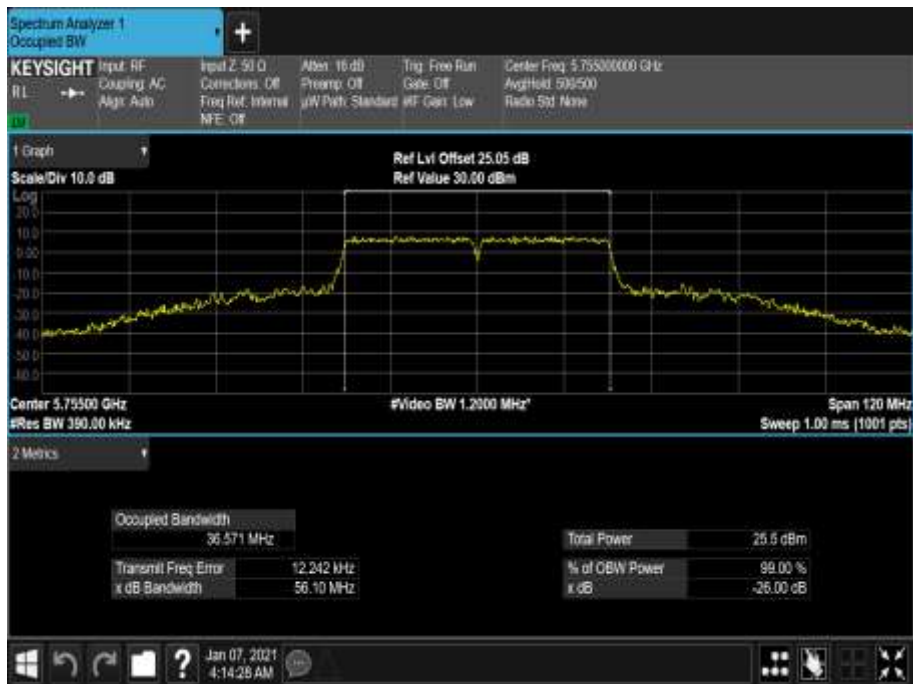 Spectrum Analyzer 1
Occupied BW
+
KEYSIGHT
RL
Input: RF
Coupling: AC
Align: Auto
Input Z: 50 Ω
Corrections: Off
Freq Ref: Internal
NFE: Off
Atten: 16 dB
Preamp: Off
µW Path: Standard
Trig: Free Run
Gate: Off
#IF Gain: Low
Center Freq: 5.755000000 GHz
Avg|Hold: 500/500
Radio Std: None
1 Graph
Scale/Div 10.0 dB
Ref Lvl Offset 25.05 dB
Ref Value 30.00 dBm
Log
20.0
10.0
0.00
-10.0
-20.0
-30.0
-40.0
-50.0
-60.0
Center 5.75500 GHz
#Res BW 390.00 kHz
#Video BW 1.2000 MHz*
Span 120 MHz
Sweep 1.00 ms (1001 pts)
2 Metrics
Occupied Bandwidth
36.571 MHz
Transmit Freq Error 12.242 kHz
x dB Bandwidth 56.10 MHz
Total Power 25.5 dBm
% of OBW Power 99.00 %
x dB -26.00 dB
?
Jan 07, 2021
4:14:28 AM